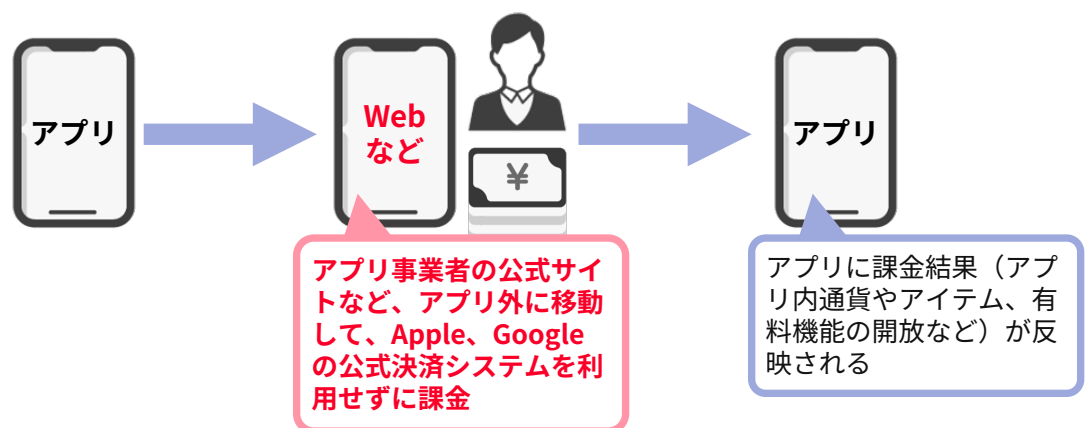 アプリ
Web
など
¥
アプリ
アプリ事業者の公式サイ
トなど、アプリ外に移動
して、Apple、Google
の公式決済システムを利
用せずに課金
アプリに課金結果（アプ
リ内通貨やアイテム、有
料機能の開放など）が反
映される